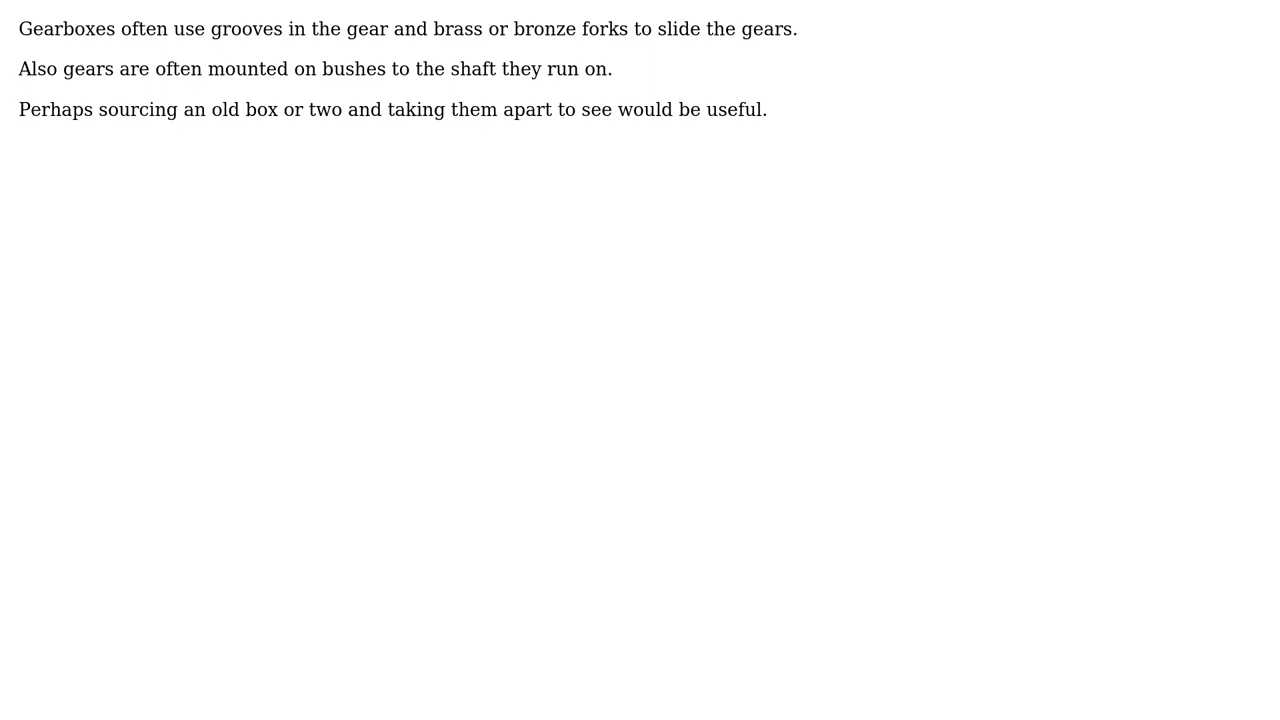 Gearboxes often use grooves in the gear and brass or bronze forks to slide the gears.
Also gears are often mounted on bushes to the shaft they run on.
Perhaps sourcing an old box or two and taking them apart to see would be useful.